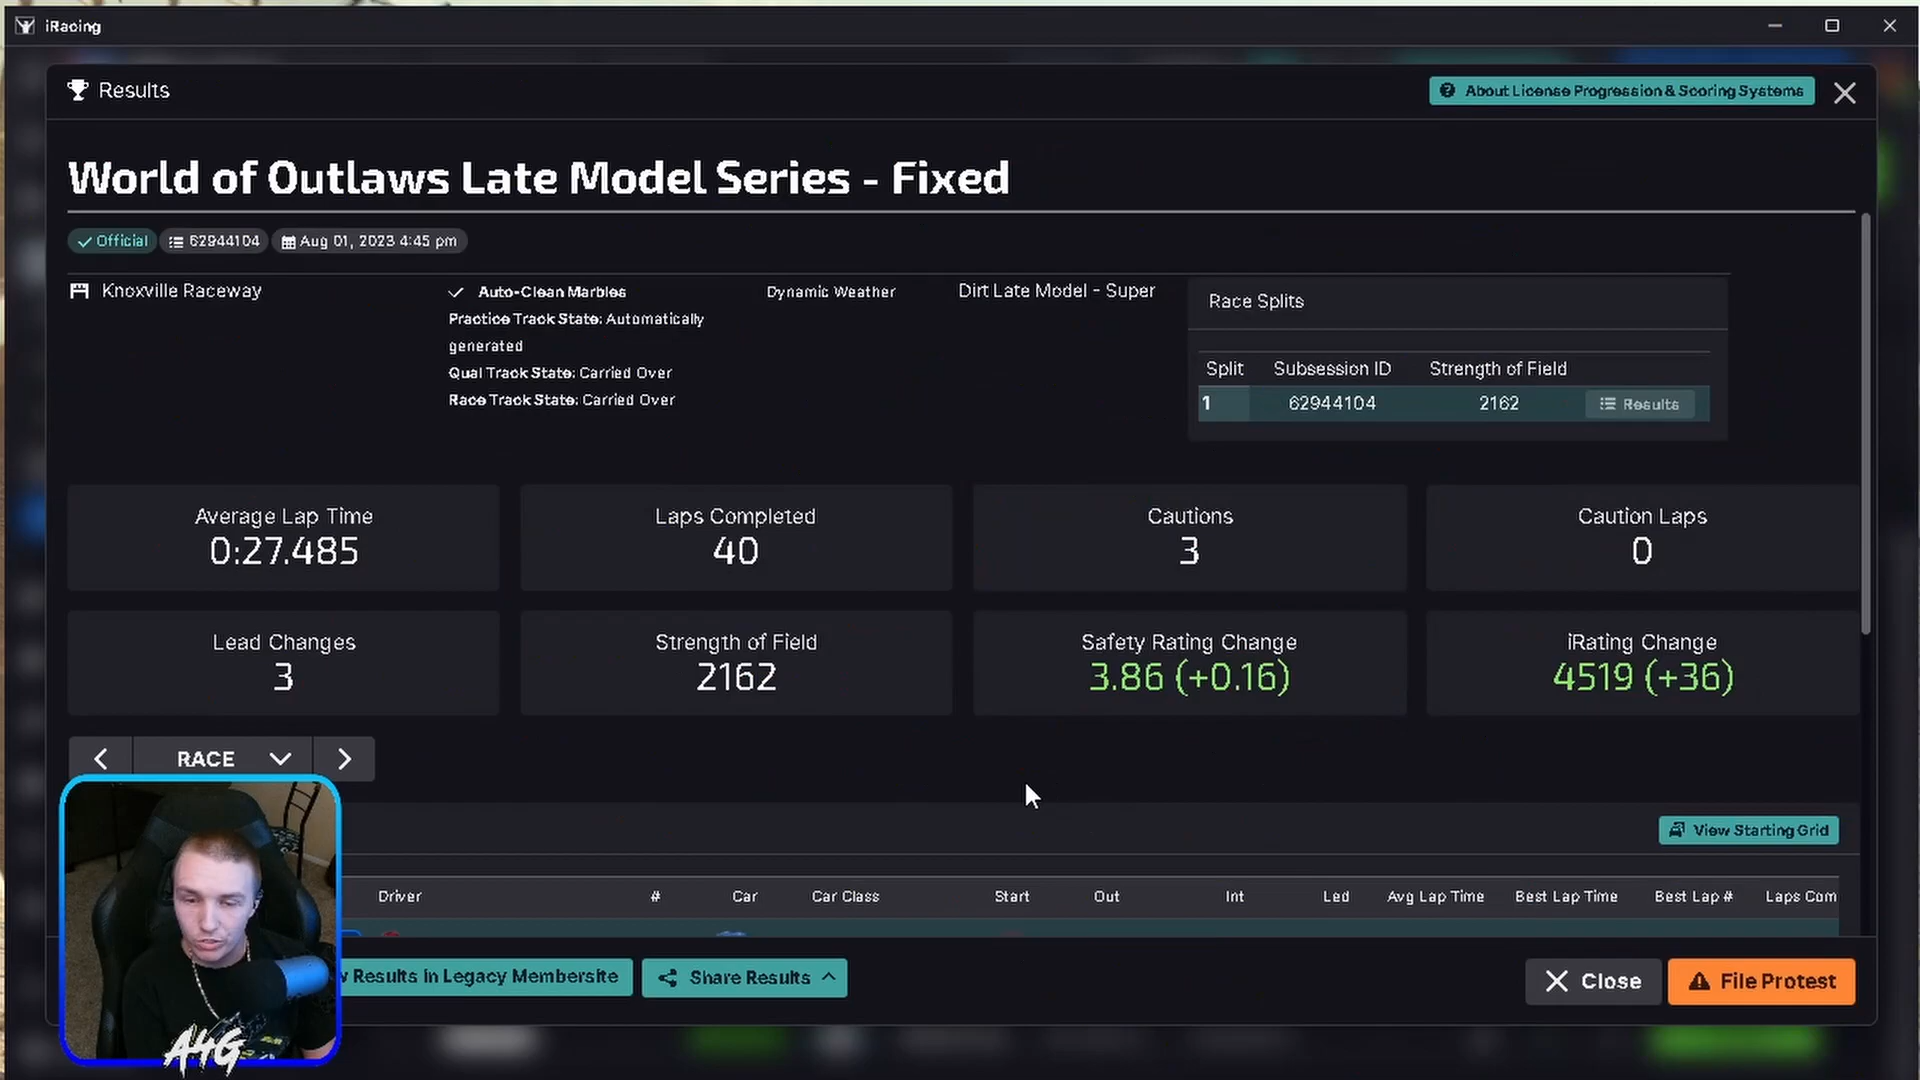 iRacing
Results
About License Progression & Scoring Systems
World of Outlaws Late Model Series - Fixed
Official
62944104
Aug 01, 2023 4:45 pm
Knoxville Raceway
Auto-Clean Marbles
Practice Track State: Automatically
generated
Qual Track State: Carried Over
Race Track State: Carried Over
Dynamic Weather
Dirt Late Model - Super
Race Splits
Split Subsession ID Strength of Field
1 62944104 2162 Results
Average Lap Time
0:27.485
Laps Completed
40
Cautions
3
Caution Laps
0
Lead Changes
3
Strength of Field
2162
Safety Rating Change
3.86 (+0.16)
iRating Change
4519 (+36)
RACE
View Starting Grid
Driver # Car Car Class Start Out Int Led Avg Lap Time Best Lap Time Best Lap # Laps Com
Results in Legacy Membersite
Share Results
Close
File Protest
A4G